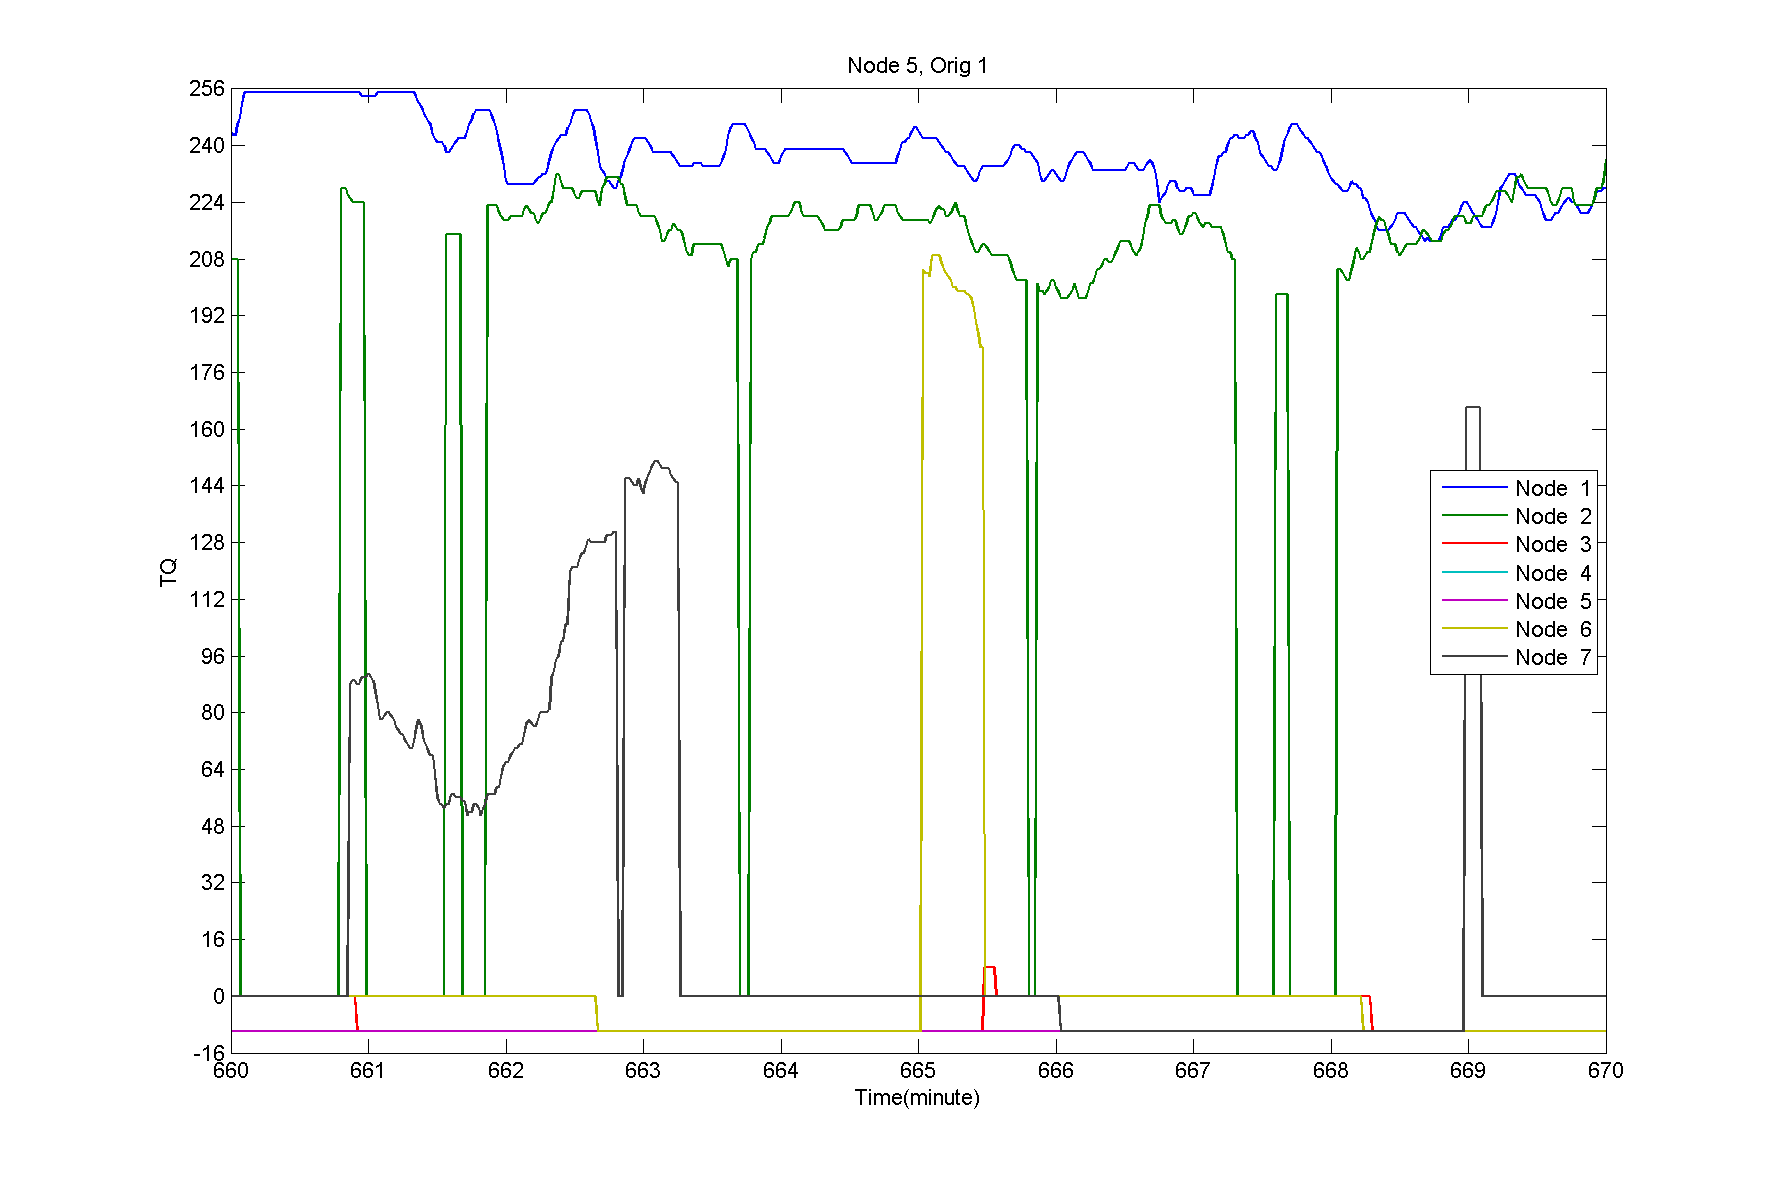 Node 5, Orig 1
256
240
224
208
192
176
160
144
128
112
96
80
64
48
32
16
0
-16
TQ
Node 1
Node 2
Node 3
Node 4
Node 5
Node 6
Node 7
660 661 662 663 664 665 666 667 668 669 670
Time(minute)